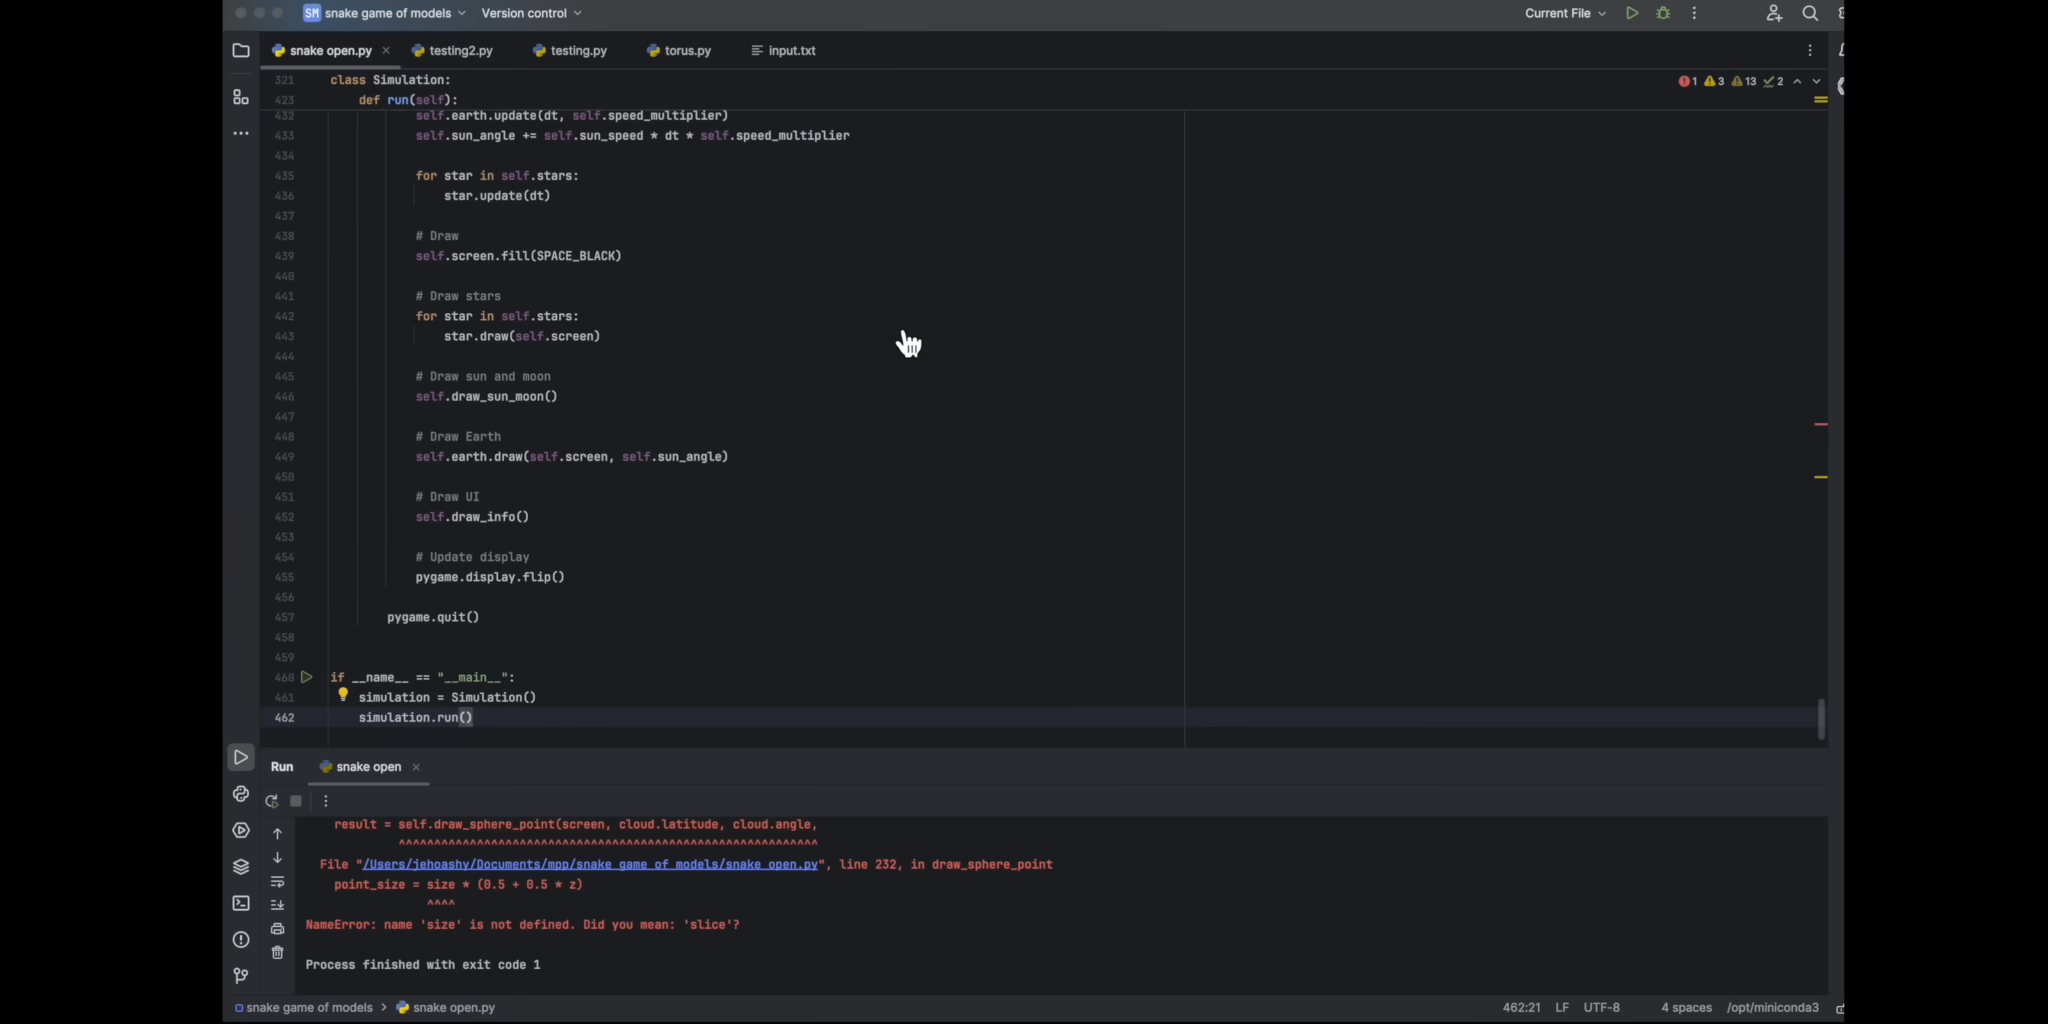 SM snake game of models Version control Current File
snake open.py testing2.py testing.py torus.py input.txt
321 class Simulation: 1 3 13 2
423 def run(self):
432 self.earth.update(dt, self.speed_multiplier)
433 self.sun_angle += self.sun_speed * dt * self.speed_multiplier
434
435 for star in self.stars:
436 star.update(dt)
437
438 # Draw
439 self.screen.fill(SPACE_BLACK)
440
441 # Draw stars
442 for star in self.stars:
443 star.draw(self.screen)
444
445 # Draw sun and moon
446 self.draw_sun_moon()
447
448 # Draw Earth
449 self.earth.draw(self.screen, self.sun_angle)
450
451 # Draw UI
452 self.draw_info()
453
454 # Update display
455 pygame.display.flip()
456
457 pygame.quit()
458
459
460 if __name__ == "__main__":
461 simulation = Simulation()
462 simulation.run()
Run snake open
result = self.draw_sphere_point(screen, cloud.latitude, cloud.angle,
^^^^^^^^^^^^^^^^^^^^^^^^^^^^^^^^^^^^^^^^^^^^^^^^^^^^^^^^^^^
File "/Users/jehoashy/Documents/mpp/snake game of models/snake open.py", line 232, in draw_sphere_point
point_size = size * (0.5 + 0.5 * z)
^^^^
NameError: name 'size' is not defined. Did you mean: 'slice'?
Process finished with exit code 1
snake game of models > snake open.py 462:21 LF UTF-8 4 spaces /opt/miniconda3